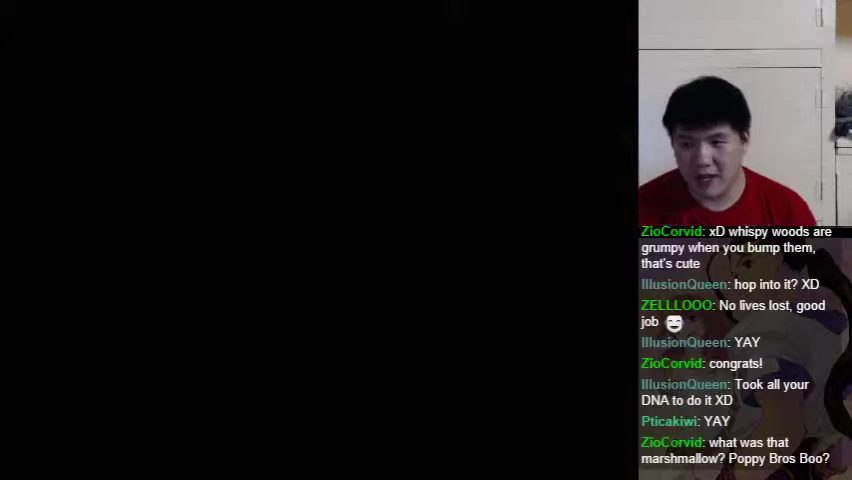 ZioCorvid: xD whispy woods are
grumpy when you bump them,
that's cute
IllusionQueen: hop into it? XD
ZELLLOOO: No lives lost, good
job
IllusionQueen: YAY
ZioCorvid: congrats!
IllusionQueen: Took all your
DNA to do it XD
Pticakiwi: YAY
ZioCorvid: what was that
marshmallow? Poppy Bros Boo?